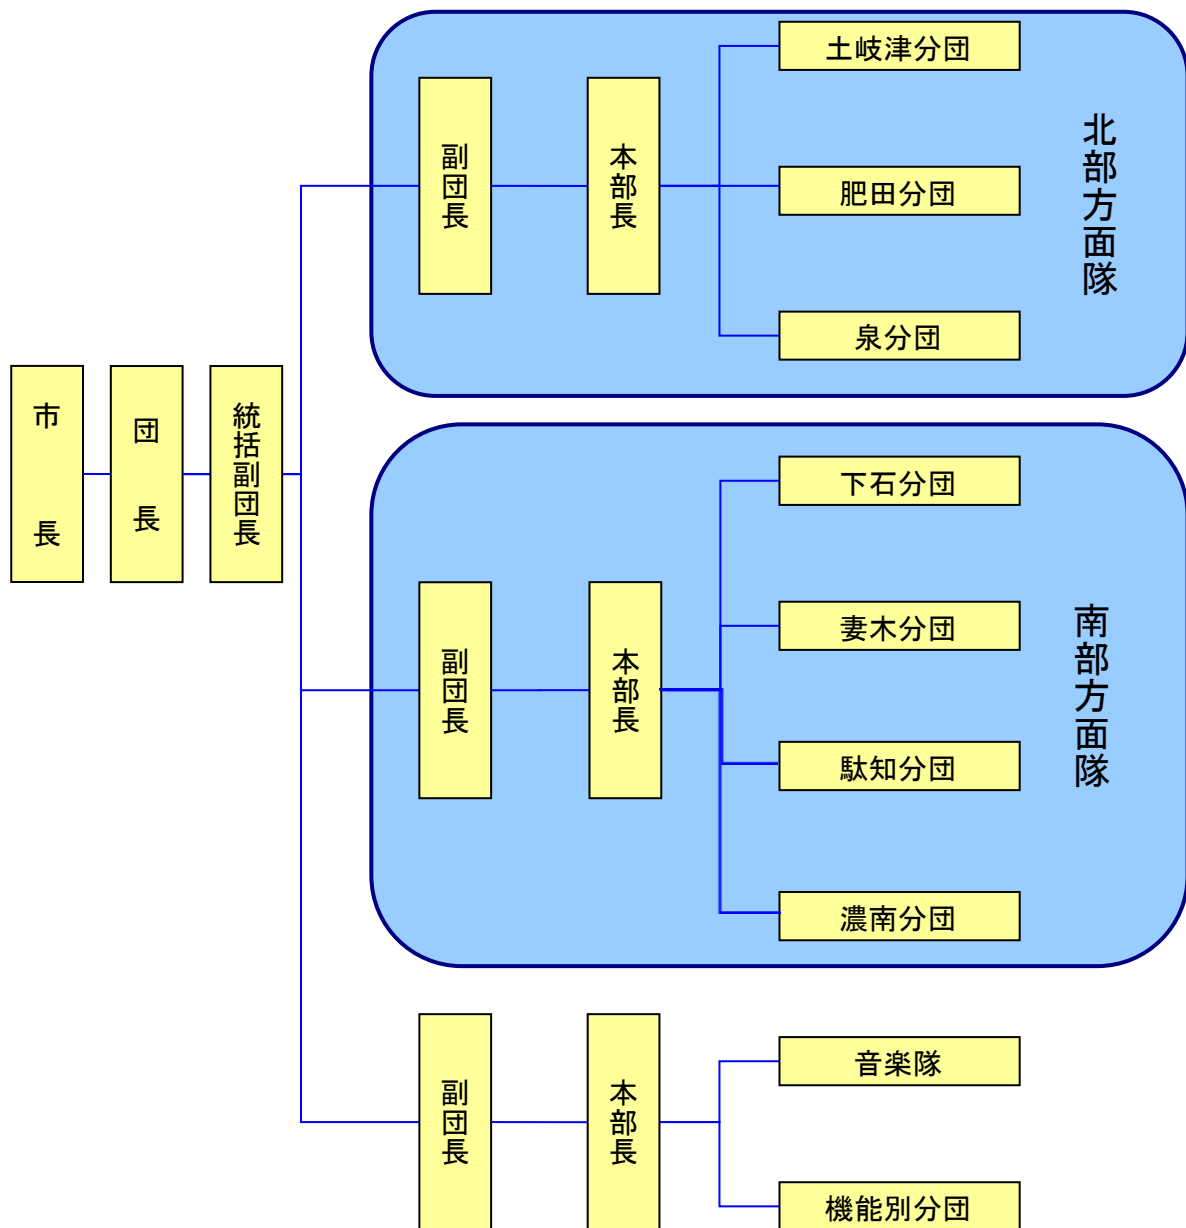 市長
団長
統括副団長
副団長
本部長
土岐津分団
肥田分団
泉分団
北部方面隊
副団長
本部長
下石分団
妻木分団
駄知分団
濃南分団
南部方面隊
副団長
本部長
音楽隊
機能別分団